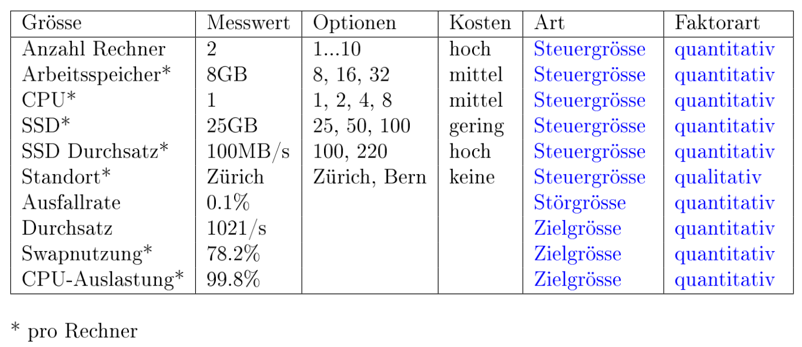 Grösse Messwert Optionen Kosten Art Faktorart
Anzahl Rechner 2 1...10 hoch Steuergrösse quantitativ
Arbeitsspeicher* 8GB 8, 16, 32 mittel Steuergrösse quantitativ
CPU* 1 1, 2, 4, 8 mittel Steuergrösse quantitativ
SSD* 25GB 25, 50, 100 gering Steuergrösse quantitativ
SSD Durchsatz* 100MB/s 100, 220 hoch Steuergrösse quantitativ
Standort* Zürich Zürich, Bern keine Steuergrösse qualitativ
Ausfallrate 0.1% Störgrösse quantitativ
Durchsatz 1021/s Zielgrösse quantitativ
Swapnutzung* 78.2% Zielgrösse quantitativ
CPU-Auslastung* 99.8% Zielgrösse quantitativ
* pro Rechner